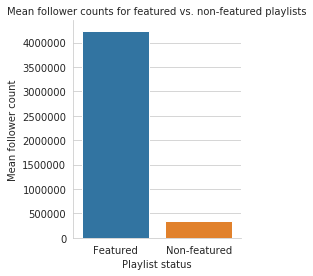 Mean follower counts for featured vs. non-featured playlists
4000000
3500000
3000000
2500000
2000000
1500000
1000000
500000
0
Mean follower count
Featured Non-featured
Playlist status